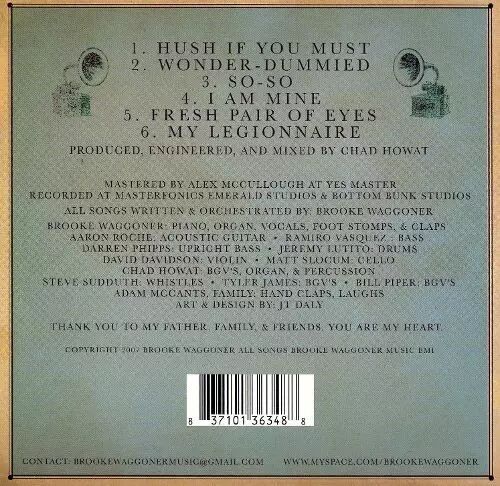 1. HUSH IF YOU MUST
2. WONDER-DUMMIED
3. SO-SO
4. I AM MINE
5. FRESH PAIR OF EYES
6. MY LEGIONNAIRE
PRODUCED, ENGINEERED, AND MIXED BY CHAD HOWAT
MASTERED BY ALEX MCCULLOUGH AT YES MASTER
RECORDED AT MASTERFONICS EMERALD STUDIOS & BOTTOM BUNK STUDIOS
ALL SONGS WRITTEN & ORCHESTRATED BY: BROOKE WAGGONER
BROOKE WAGGONER: PIANO, ORGAN, VOCALS, FOOT STOMPS, & CLAPS
AARON ROCHE: ACOUSTIC GUITAR • RAMIRO VASQUEZ : BASS
DARREN PHIPPS: UPRIGHT BASS • JEREMY LUTITO: DRUMS
DAVID DAVIDSON: VIOLIN • MATT SLOCUM: CELLO
CHAD HOWAT: BGV'S, ORGAN, & PERCUSSION
STEVE SUDDUTH: WHISTLES • TYLER JAMES: BGV'S • BILL PIPER: BGV'S
ADAM MCCANTS, FAMILY: HAND CLAPS, LAUGHS
ART & DESIGN BY: JT DALY
THANK YOU TO MY FATHER, FAMILY, & FRIENDS, YOU ARE MY HEART.
COPYRIGHT 2007 BROOKE WAGGONER ALL SONGS BROOKE WAGGONER MUSIC BMI
8 37101 36348 8
CONTACT: BROOKEWAGGONERMUSIC@GMAIL.COM
WWW.MYSPACE.COM/BROOKEWAGGONER